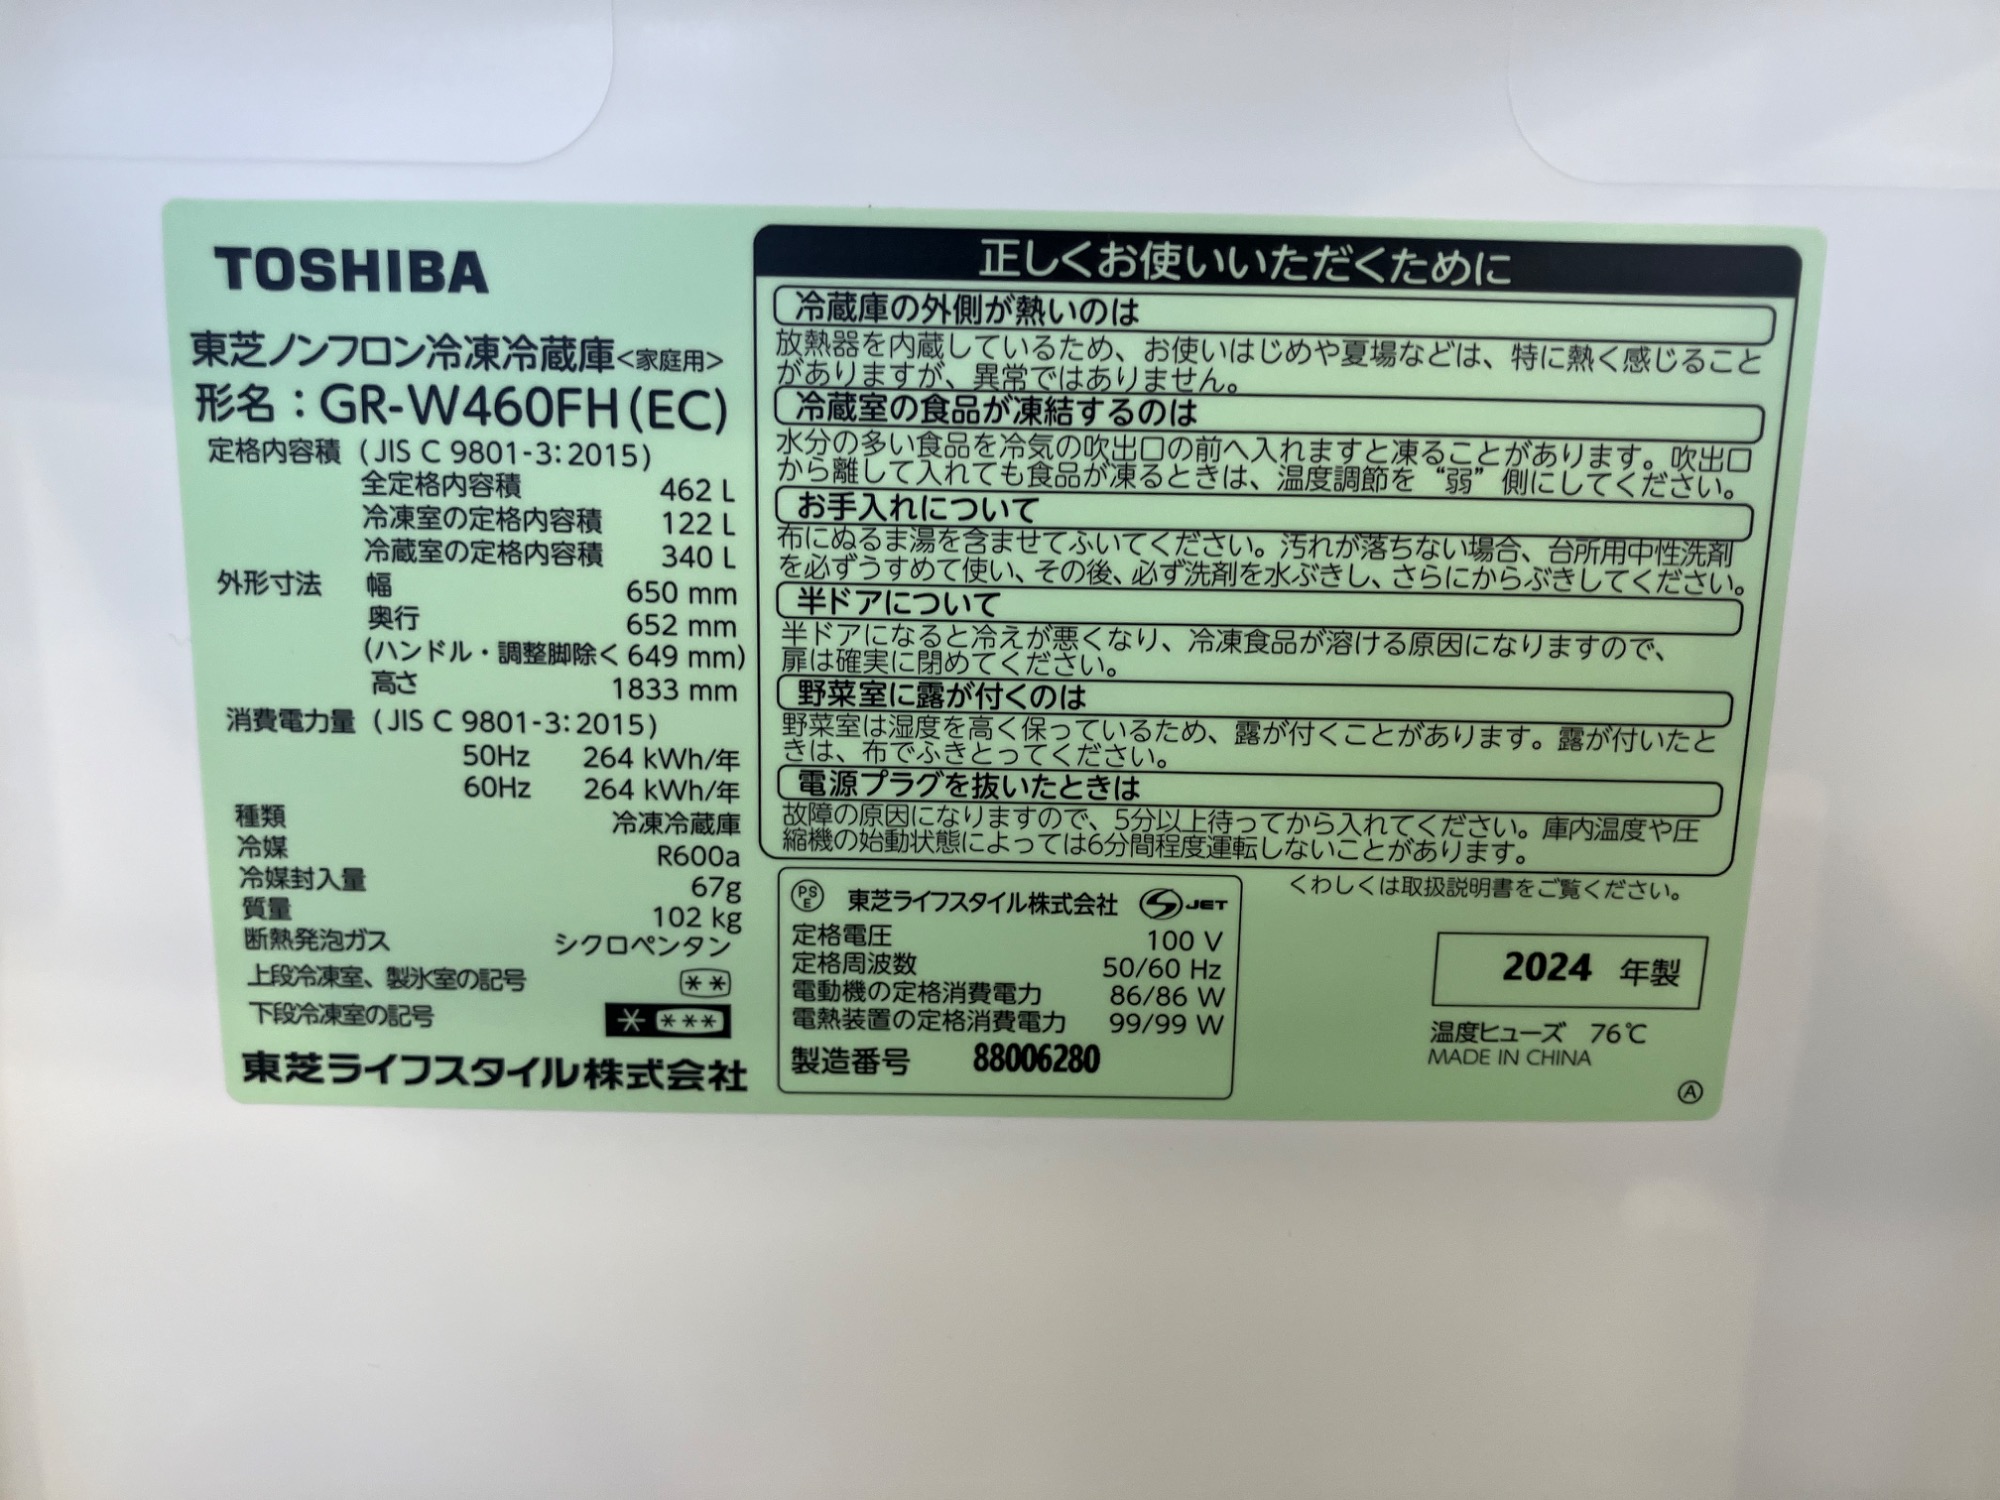 TOSHIBA
東芝ノンフロン冷凍冷蔵庫<家庭用>
形名：GR-W460FH(EC)
定格内容積 (JIS C 9801-3:2015)
全定格内容積 462 L
冷凍室の定格内容積 122 L
冷蔵室の定格内容積 340 L
外形寸法 幅 650 mm
奥行 652 mm
(ハンドル・調整脚除く 649 mm)
高さ 1833 mm
消費電力量 (JIS C 9801-3:2015)
50Hz 264 kWh/年
60Hz 264 kWh/年
種類 冷凍冷蔵庫
冷媒 R600a
冷媒封入量 67g
質量 102 kg
断熱発泡ガス シクロペンタン
上段冷凍室、製氷室の記号 **
下段冷凍室の記号 * ***
東芝ライフスタイル株式会社
正しくお使いいただくために
冷蔵庫の外側が熱いのは
放熱器を内蔵しているため、お使いはじめや夏場などは、特に熱く感じること
がありますが、異常ではありません。
冷蔵室の食品が凍結するのは
水分の多い食品を冷気の吹出口の前へ入れますと凍ることがあります。吹出口
から離して入れても食品が凍るときは、温度調節を“弱”側にしてください。
お手入れについて
布にぬるま湯を含ませてふいてください。汚れが落ちない場合、台所用中性洗剤
を必ずうすめて使い、その後、必ず洗剤を水ぶきし、さらにからぶきしてください。
半ドアについて
半ドアになると冷えが悪くなり、冷凍食品が溶ける原因になりますので、
扉は確実に閉めてください。
野菜室に露が付くのは
野菜室は湿度を高く保っているため、露が付くことがあります。露が付いたと
きは、布でふきとってください。
電源プラグを抜いたときは
故障の原因になりますので、5分以上待ってから入れてください。庫内温度や圧
縮機の始動状態によっては6分間程度運転しないことがあります。
くわしくは取扱説明書をご覧ください。
PSE 東芝ライフスタイル株式会社 JET
定格電圧 100 V
定格周波数 50/60 Hz
電動機の定格消費電力 86/86 W
電熱装置の定格消費電力 99/99 W
製造番号 88006280
2024 年製
温度ヒューズ 76℃
MADE IN CHINA
Ⓐ